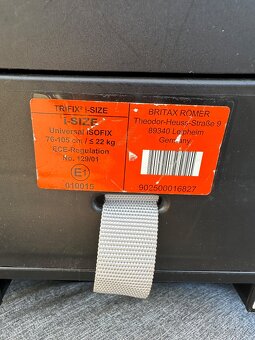 TRIFIX² i-SIZE
i-SIZE
Universal ISOFIX
76-105 cm / ≤ 22 kg
ECE-Regulation
No. 129/01
E1
010015
BRITAX RÖMER
Theodor-Heuss-Straße 9
89340 Leipheim
Germany
902500016827